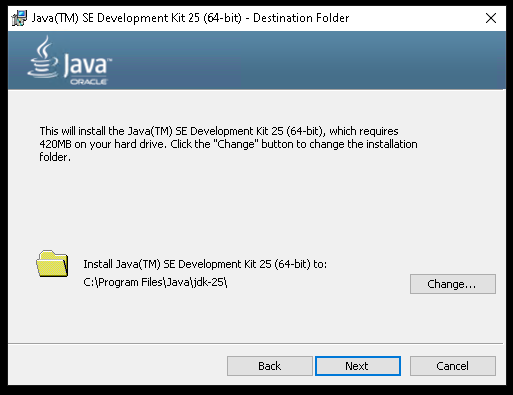 Java(TM) SE Development Kit 25 (64-bit) - Destination Folder
Java™
ORACLE
This will install the Java(TM) SE Development Kit 25 (64-bit), which requires
420MB on your hard drive. Click the "Change" button to change the installation
folder.
Install Java(TM) SE Development Kit 25 (64-bit) to:
C:\Program Files\Java\jdk-25\
Change...
Back
Next
Cancel